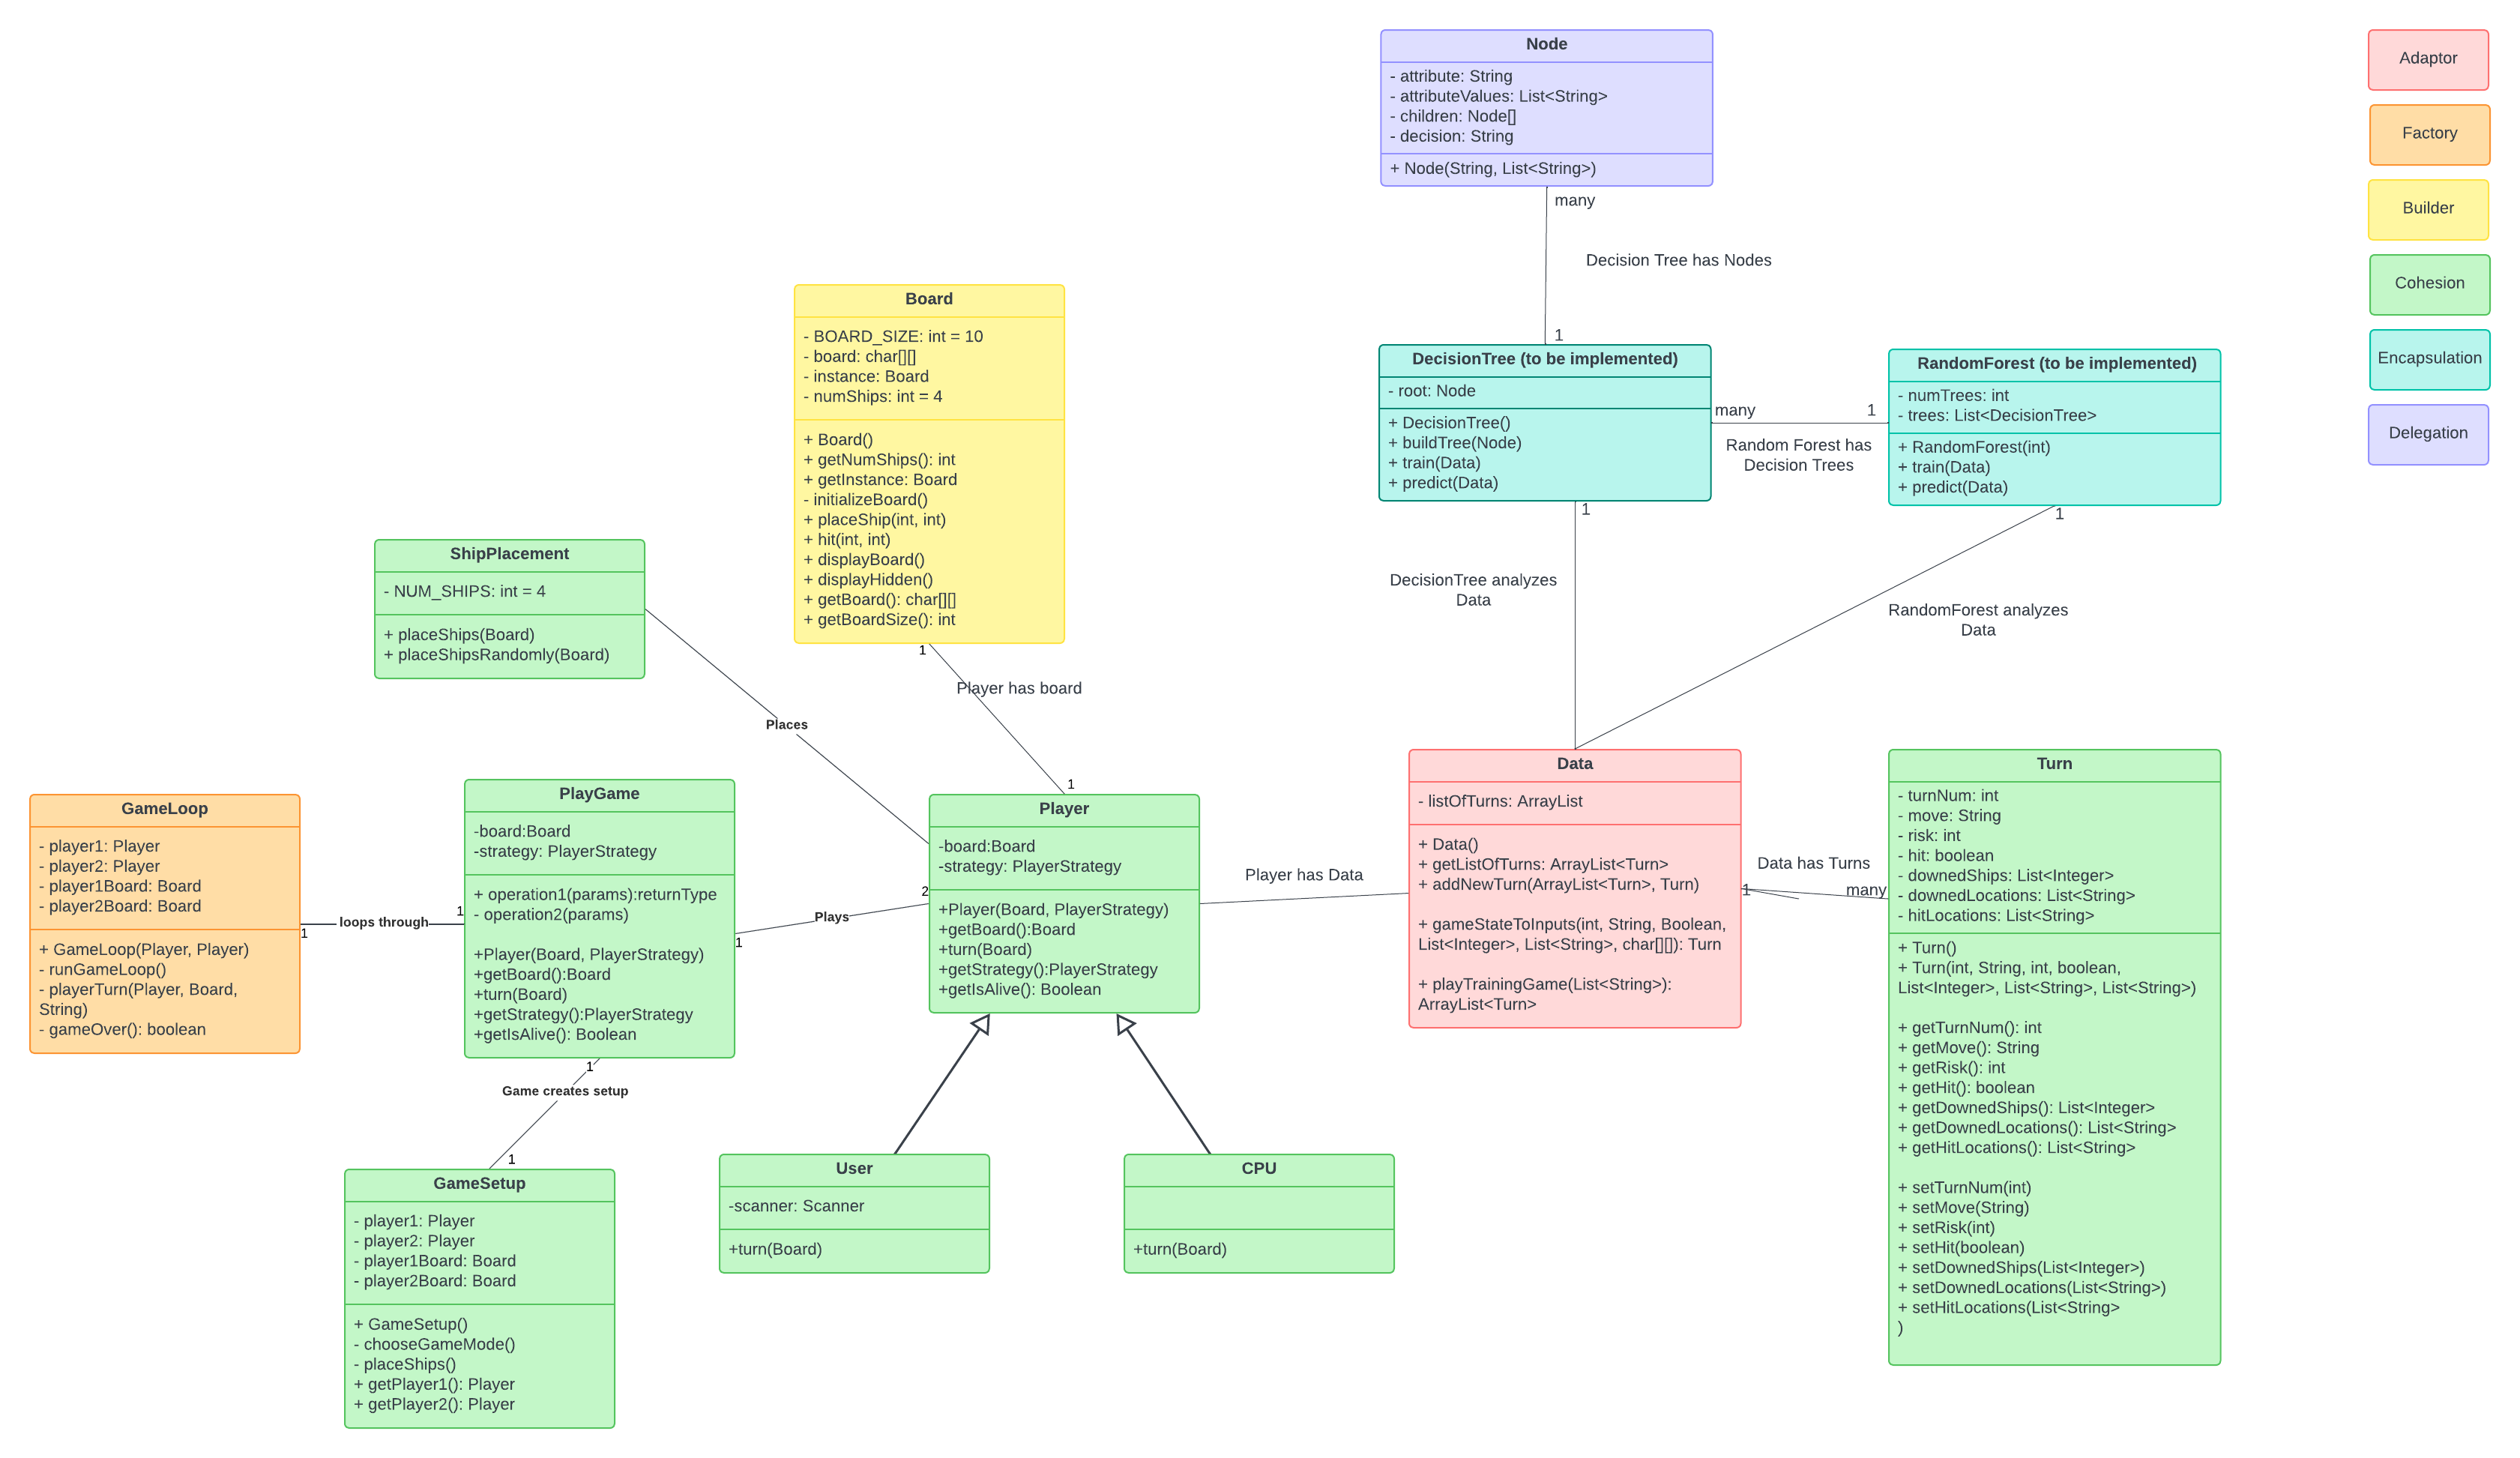 Node
- attribute: String
- attributeValues: List<String>
- children: Node[]
- decision: String
+ Node(String, List<String>)
many
Decision Tree has Nodes
1
Adaptor
Factory
Builder
Cohesion
Encapsulation
Delegation
Board
- BOARD_SIZE: int = 10
- board: char[][]
- instance: Board
- numShips: int = 4
+ Board()
+ getNumShips(): int
+ getInstance: Board
- initializeBoard()
+ placeShip(int, int)
+ hit(int, int)
+ displayBoard()
+ displayHidden()
+ getBoard(): char[][]
+ getBoardSize(): int
1
Player has board
1
DecisionTree (to be implemented)
- root: Node
+ DecisionTree()
+ buildTree(Node)
+ train(Data)
+ predict(Data)
many
1
Random Forest has
Decision Trees
RandomForest (to be implemented)
- numTrees: int
- trees: List<DecisionTree>
+ RandomForest(int)
+ train(Data)
+ predict(Data)
1
DecisionTree analyzes
Data
1
RandomForest analyzes
Data
ShipPlacement
- NUM_SHIPS: int = 4
+ placeShips(Board)
+ placeShipsRandomly(Board)
Places
GameLoop
- player1: Player
- player2: Player
- player1Board: Board
- player2Board: Board
+ GameLoop(Player, Player)
- runGameLoop()
- playerTurn(Player, Board,
String)
- gameOver(): boolean
1
loops through
1
PlayGame
-board:Board
-strategy: PlayerStrategy
+ operation1(params):returnType
- operation2(params)
+Player(Board, PlayerStrategy)
+getBoard():Board
+turn(Board)
+getStrategy():PlayerStrategy
+getIsAlive(): Boolean
1
Plays
2
Player
-board:Board
-strategy: PlayerStrategy
+Player(Board, PlayerStrategy)
+getBoard():Board
+turn(Board)
+getStrategy():PlayerStrategy
+getIsAlive(): Boolean
Player has Data
Data
- listOfTurns: ArrayList
+ Data()
+ getListOfTurns: ArrayList<Turn>
+ addNewTurn(ArrayList<Turn>, Turn)
+ gameStateToInputs(int, String, Boolean,
List<Integer>, List<String>, char[][]): Turn
+ playTrainingGame(List<String>):
ArrayList<Turn>
Data has Turns
1
many
Turn
- turnNum: int
- move: String
- risk: int
- hit: boolean
- downedShips: List<Integer>
- downedLocations: List<String>
- hitLocations: List<String>
+ Turn()
+ Turn(int, String, int, boolean,
List<Integer>, List<String>, List<String>)
+ getTurnNum(): int
+ getMove(): String
+ getRisk(): int
+ getHit(): boolean
+ getDownedShips(): List<Integer>
+ getDownedLocations(): List<String>
+ getHitLocations(): List<String>
+ setTurnNum(int)
+ setMove(String)
+ setRisk(int)
+ setHit(boolean)
+ setDownedShips(List<Integer>)
+ setDownedLocations(List<String>)
+ setHitLocations(List<String>
)
1
Game creates setup
1
GameSetup
- player1: Player
- player2: Player
- player1Board: Board
- player2Board: Board
+ GameSetup()
- chooseGameMode()
- placeShips()
+ getPlayer1(): Player
+ getPlayer2(): Player
User
-scanner: Scanner
+turn(Board)
CPU
+turn(Board)